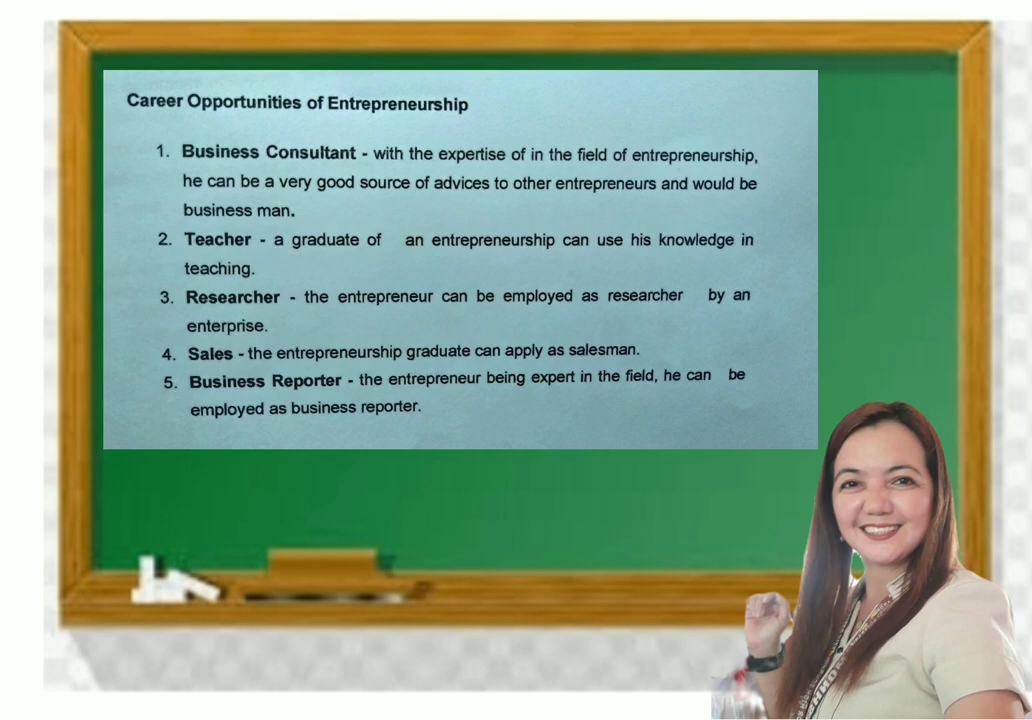 Career Opportunities of Entrepreneurship
1. Business Consultant - with the expertise of in the field of entrepreneurship,
he can be a very good source of advices to other entrepreneurs and would be
business man.
2. Teacher - a graduate of an entrepreneurship can use his knowledge in
teaching.
3. Researcher - the entrepreneur can be employed as researcher by an
enterprise.
4. Sales - the entrepreneurship graduate can apply as salesman.
5. Business Reporter - the entrepreneur being expert in the field, he can be
employed as business reporter.